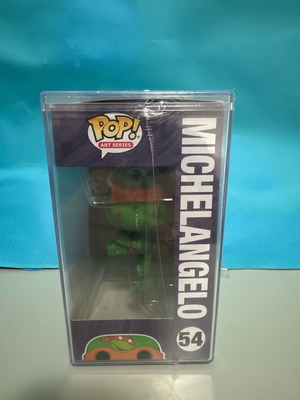 POP!
ART SERIES
MICHELANGELO
54